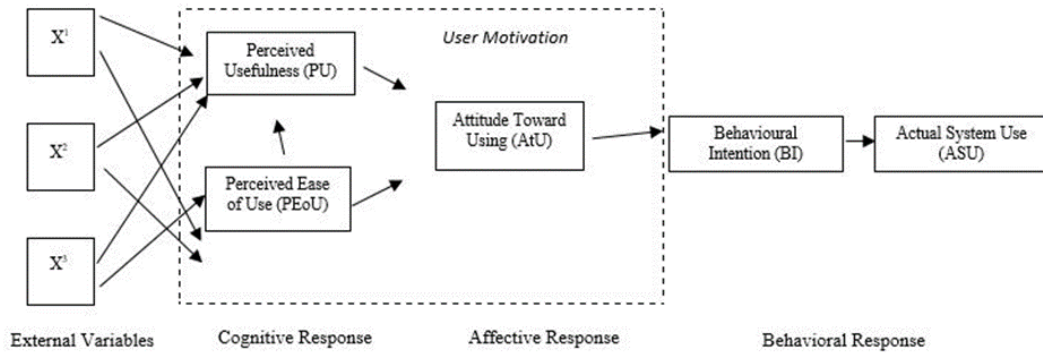 X¹
X²
X³
Perceived
Usefulness (PU)
Perceived Ease
of Use (PEoU)
User Motivation
Attitude Toward
Using (AtU)
Behavioural
Intention (BI)
Actual System Use
(ASU)
External Variables
Cognitive Response
Affective Response
Behavioral Response